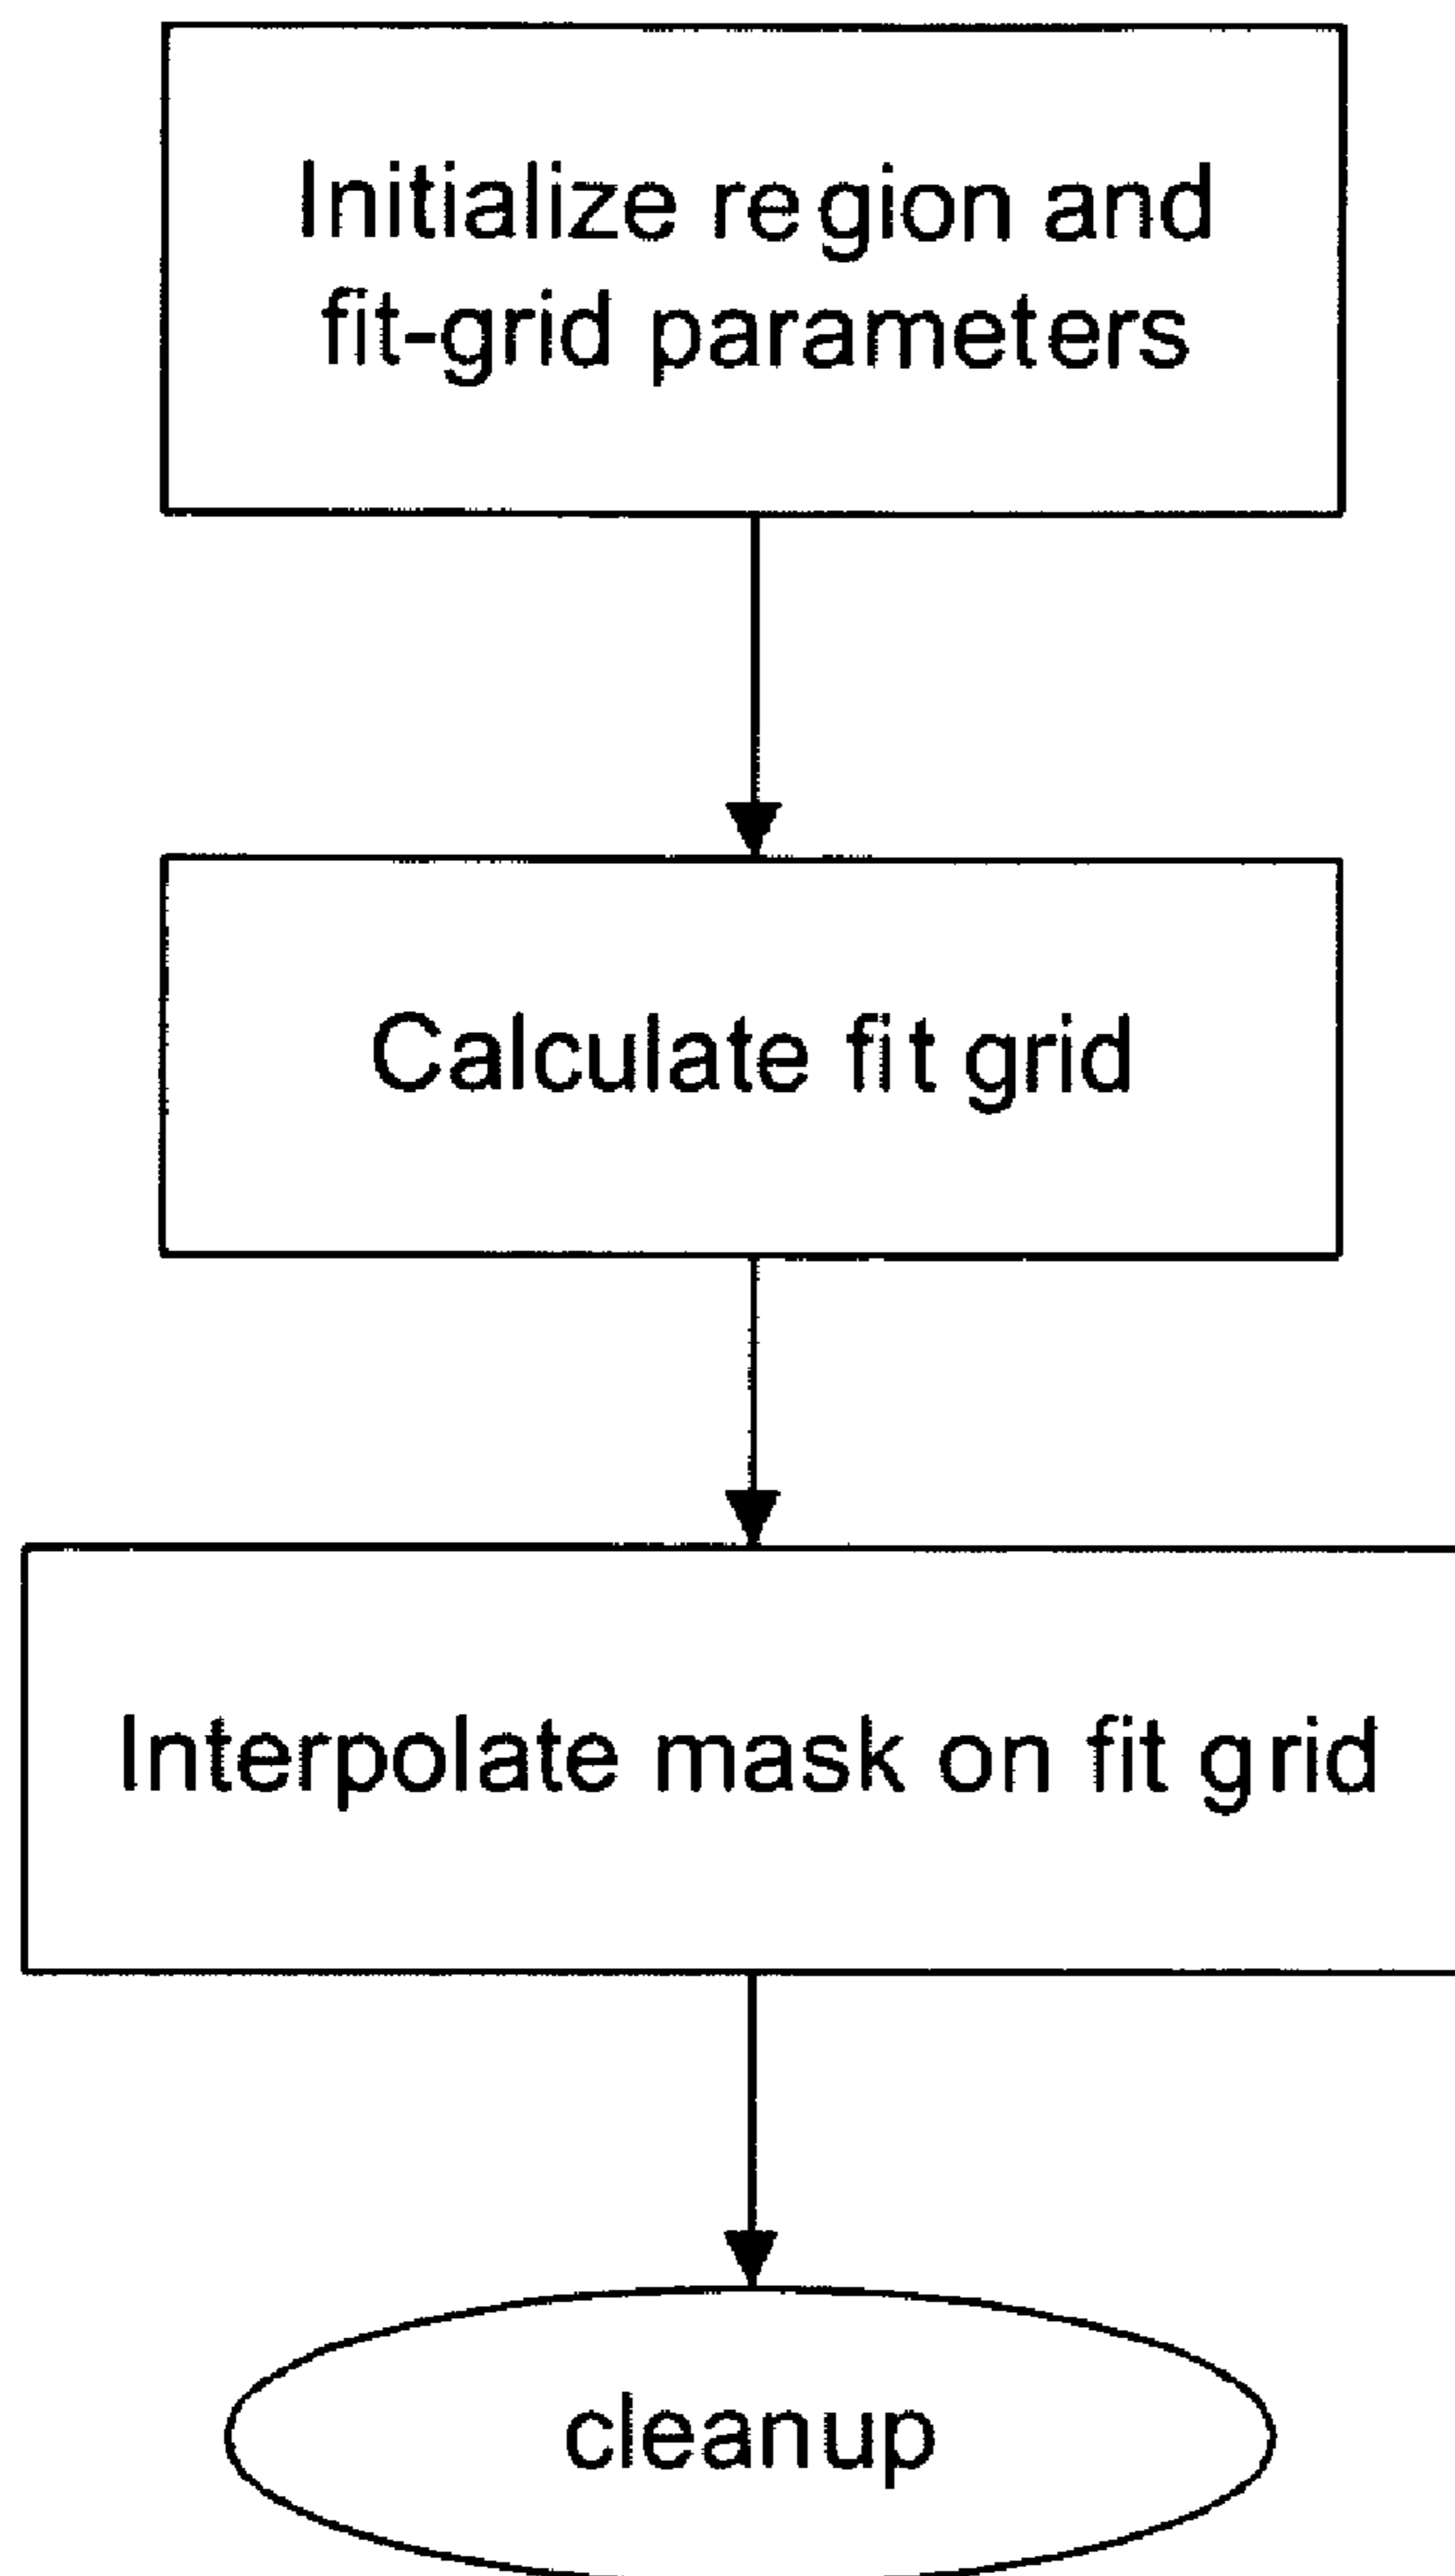 Initialize region and
fit-grid parameters
Calculate fit grid
Interpolate mask on fit grid
cleanup